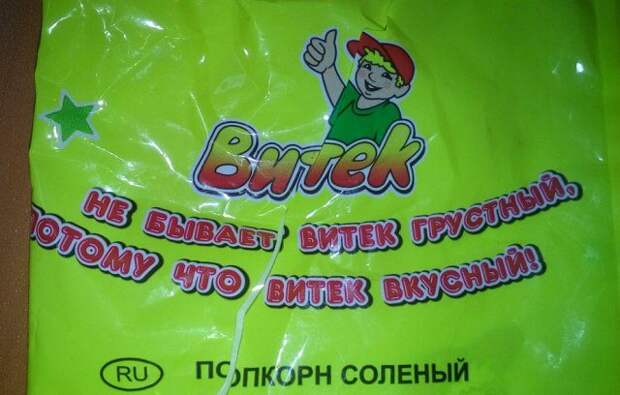 Витек
НЕ БЫВАЕТ ВИТЕК ГРУСТНЫЙ,
ПОТОМУ ЧТО ВИТЕК ВКУСНЫЙ!
RU ПОПКОРН СОЛЕНЫЙ